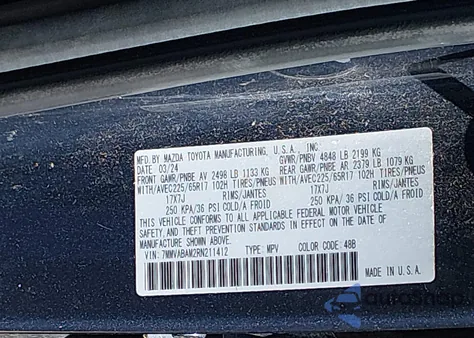 MFD. BY MAZDA TOYOTA MANUFACTURING, U.S.A., INC.
DATE: 03/24 GVWR/PNBV 4848 LB 2199 KG
FRONT GAWR/PNBE AV 2498 LB 1133 KG REAR GAWR/PNBE AR 2379 LB 1079 KG
WITH/AVEC225/65R17 102H TIRES/PNEUS WITH/AVEC225/65R17 102H TIRES/PNEUS
17X7J 17X7J
250 KPA/36 PSI COLD/A FROID 250 KPA/36 PSI COLD/A FROID
THIS VEHICLE CONFORMS TO ALL APPLICABLE FEDERAL MOTOR VEHICLE
SAFETY AND THEFT PREVENTION STANDARDS IN EFFECT ON THE DATE OF
MANUFACTURE SHOWN ABOVE.
VIN: 7MMVABAM2RN211412 TYPE: MPV COLOR CODE: 48B
MADE IN U.S.A.
autoSnap